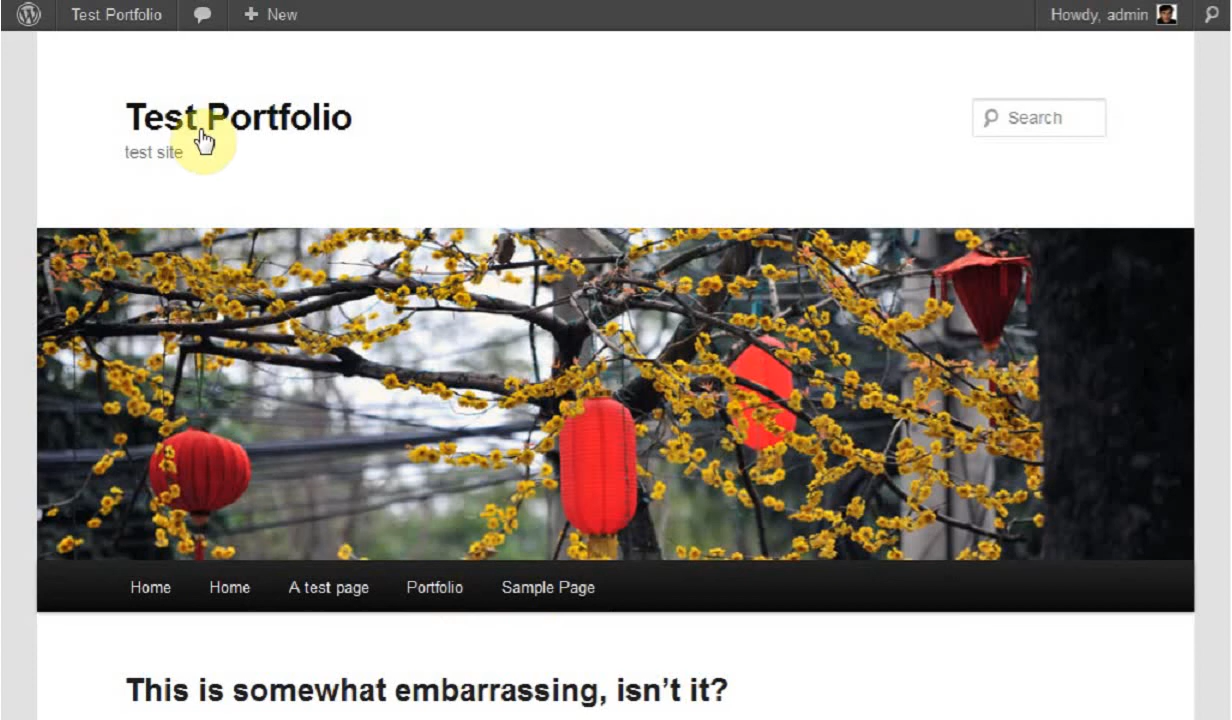 Test Portfolio New Howdy, admin
Test Portfolio
test site
Search
Home Home A test page Portfolio Sample Page
This is somewhat embarrassing, isn’t it?